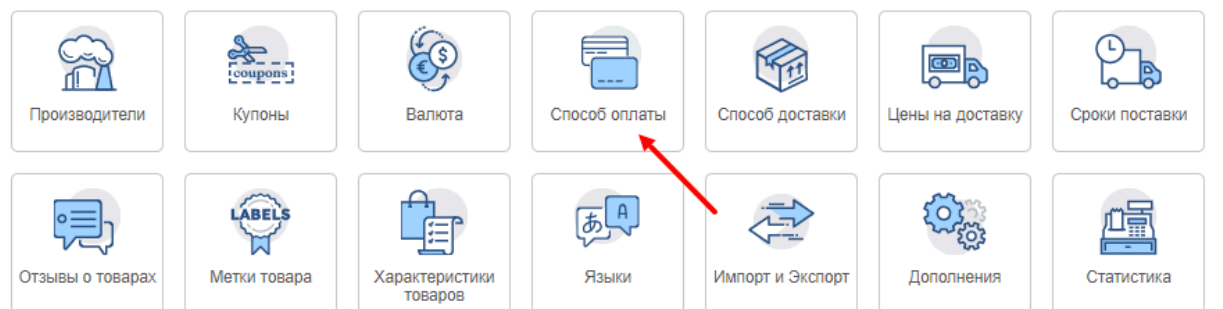 coupons
€ $
Производители
Купоны
Валюта
Способ оплаты
Способ доставки
Цены на доставку
Сроки поставки
LABELS
あ A
Отзывы о товарах
Метки товара
Характеристики
товаров
Языки
Импорт и Экспорт
Дополнения
Статистика